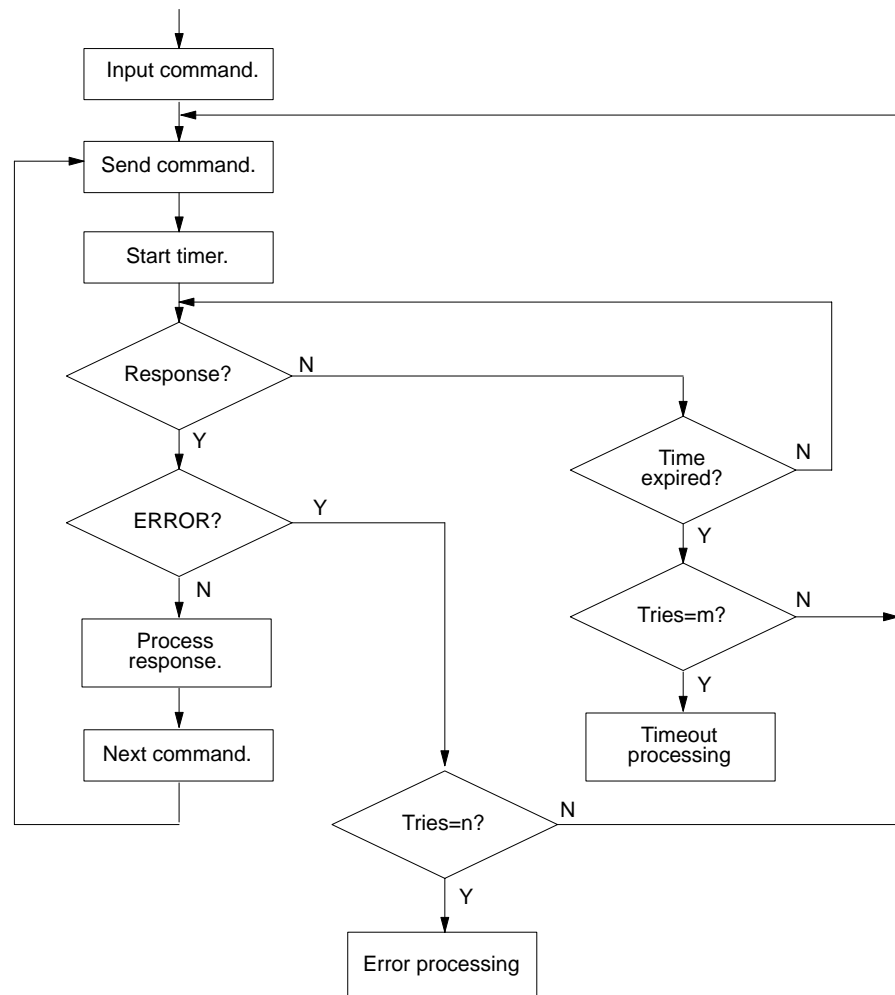 Input command.
Send command.
Start timer.
Response?
N
Y
Time
expired?
N
Y
ERROR?
Y
N
Tries=m?
N
Y
Process
response.
Next command.
Timeout
processing
Tries=n?
N
Y
Error processing